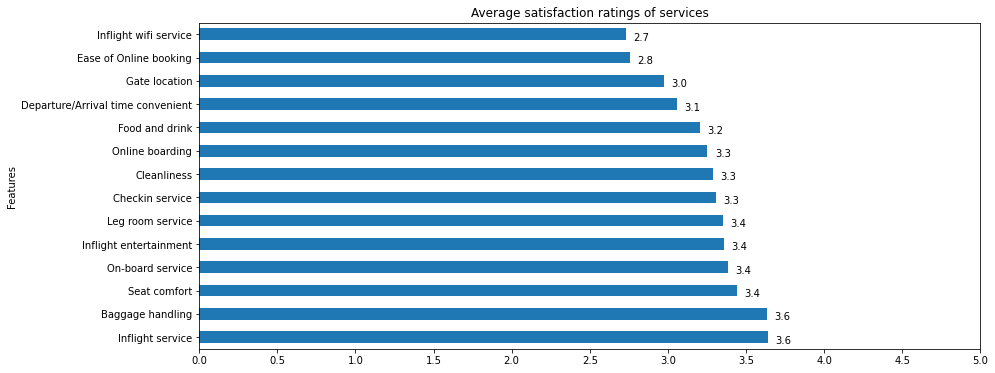 Average satisfaction ratings of services
Features
Inflight wifi service 2.7
Ease of Online booking 2.8
Gate location 3.0
Departure/Arrival time convenient 3.1
Food and drink 3.2
Online boarding 3.3
Cleanliness 3.3
Checkin service 3.3
Leg room service 3.4
Inflight entertainment 3.4
On-board service 3.4
Seat comfort 3.4
Baggage handling 3.6
Inflight service 3.6
0.0 0.5 1.0 1.5 2.0 2.5 3.0 3.5 4.0 4.5 5.0